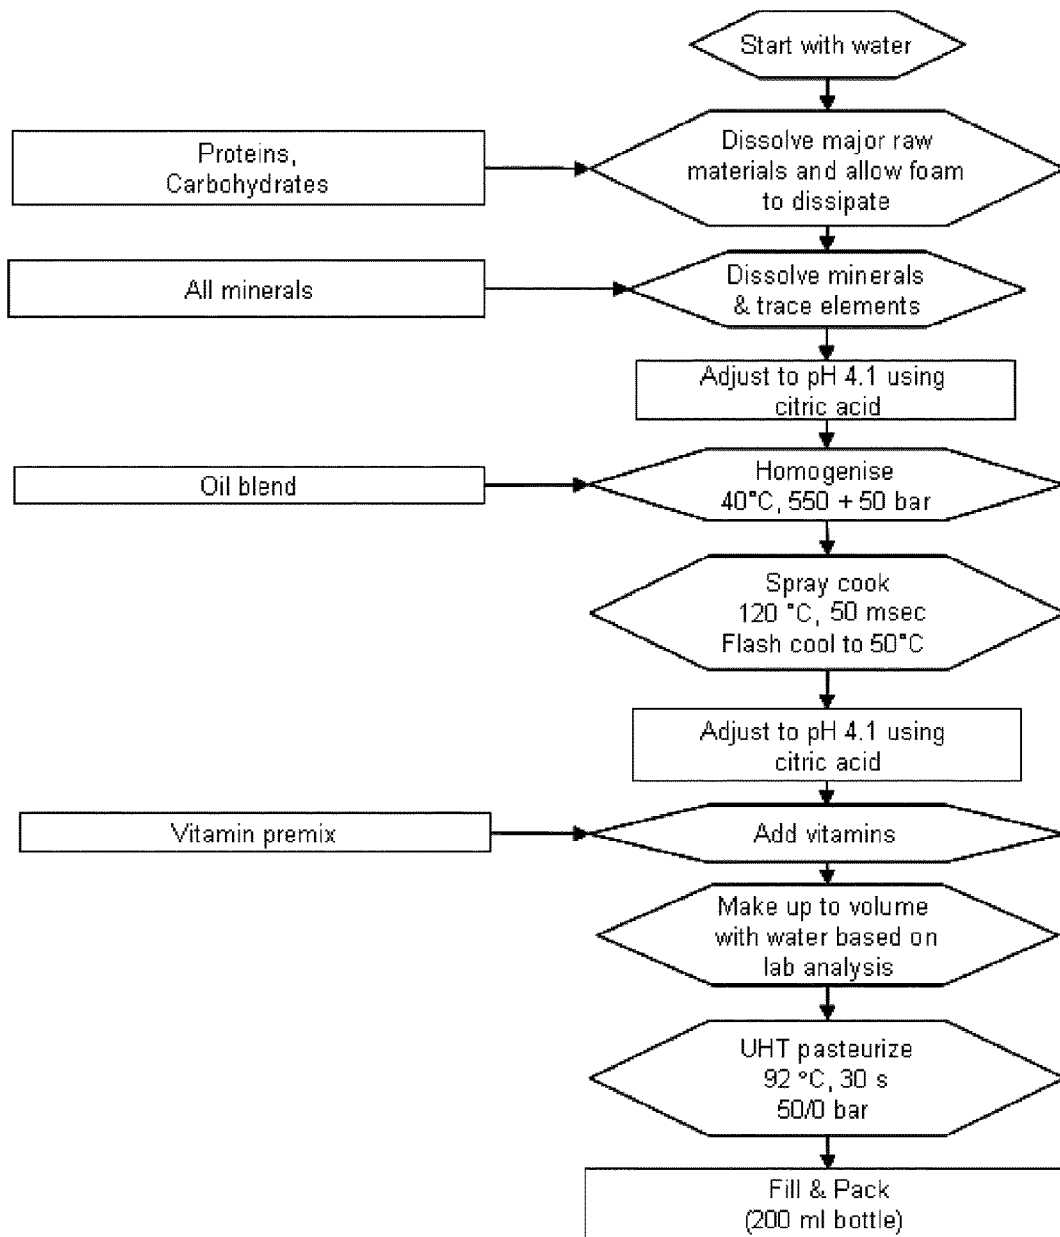 Start with water
Proteins,
Carbohydrates
Dissolve major raw
materials and allow foam
to dissipate
All minerals
Dissolve minerals
& trace elements
Adjust to pH 4.1 using
citric acid
Oil blend
Homogenise
40°C, 550 + 50 bar
Spray cook
120 °C, 50 msec
Flash cool to 50°C
Adjust to pH 4.1 using
citric acid
Vitamin premix
Add vitamins
Make up to volume
with water based on
lab analysis
UHT pasteurize
92 °C, 30 s
50/0 bar
Fill & Pack
(200 ml bottle)